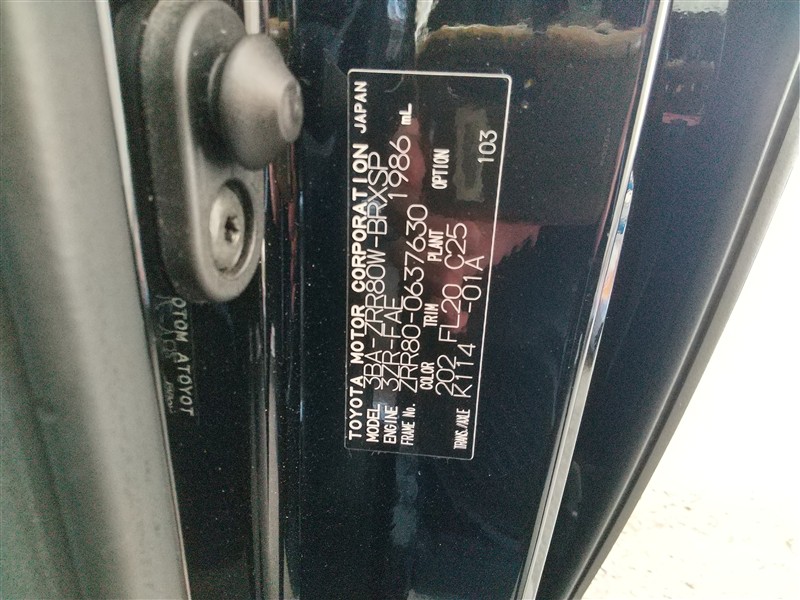 TOYOTA MOTOR CORPORATION JAPAN
MODEL 3BA-ZRR80W-BRXSP
ENGINE 3ZR-FAE 1986 mL
FRAME No. ZRR80-0637630
COLOR TRIM PLANT OPTION
202 FL20 C25 103
TRANS./AXLE K114 -01A